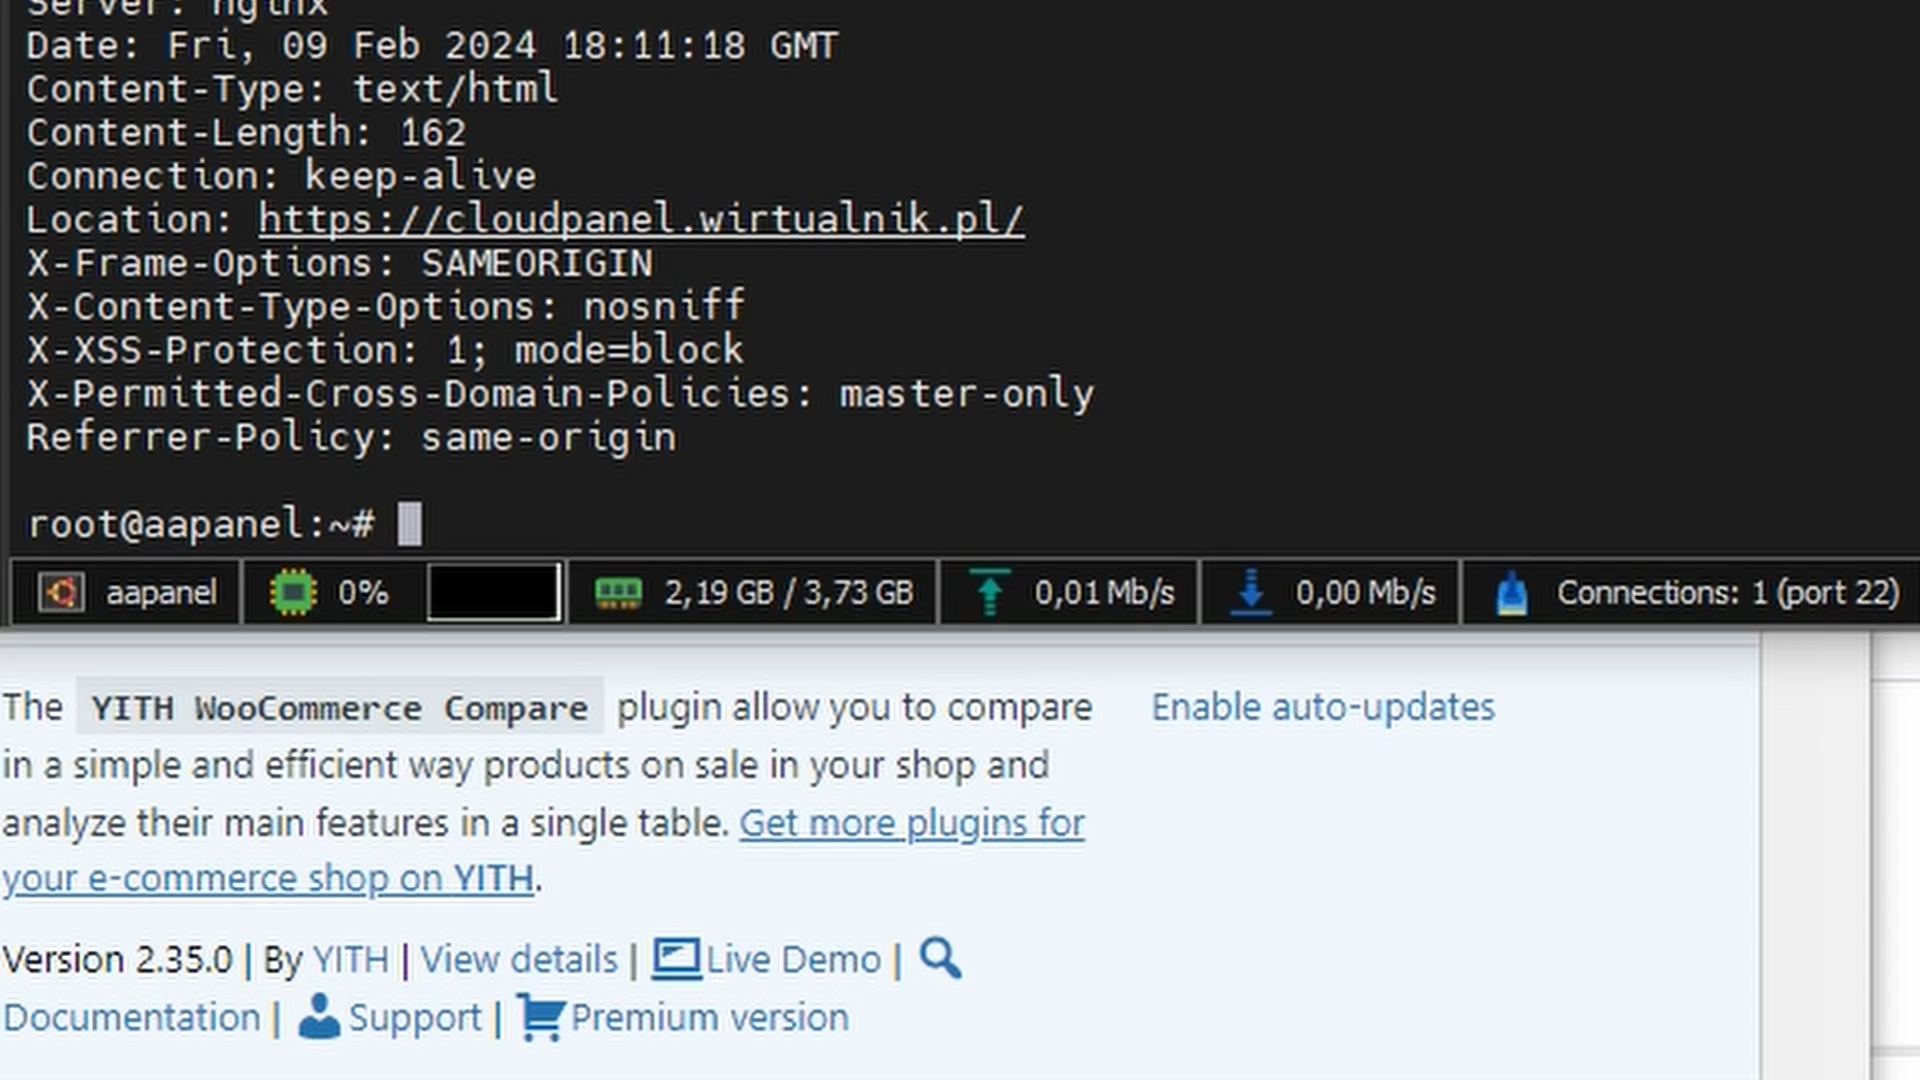 Server: nginx
Date: Fri, 09 Feb 2024 18:11:18 GMT
Content-Type: text/html
Content-Length: 162
Connection: keep-alive
Location: https://cloudpanel.wirtualnik.pl/
X-Frame-Options: SAMEORIGIN
X-Content-Type-Options: nosniff
X-XSS-Protection: 1; mode=block
X-Permitted-Cross-Domain-Policies: master-only
Referrer-Policy: same-origin
root@aapanel:~#
aapanel 0% 2,19 GB / 3,73 GB 0,01 Mb/s 0,00 Mb/s Connections: 1 (port 22)
The YITH WooCommerce Compare plugin allow you to compare Enable auto-updates
in a simple and efficient way products on sale in your shop and
analyze their main features in a single table. Get more plugins for
your e-commerce shop on YITH.
Version 2.35.0 | By YITH | View details | Live Demo |
Documentation | Support | Premium version